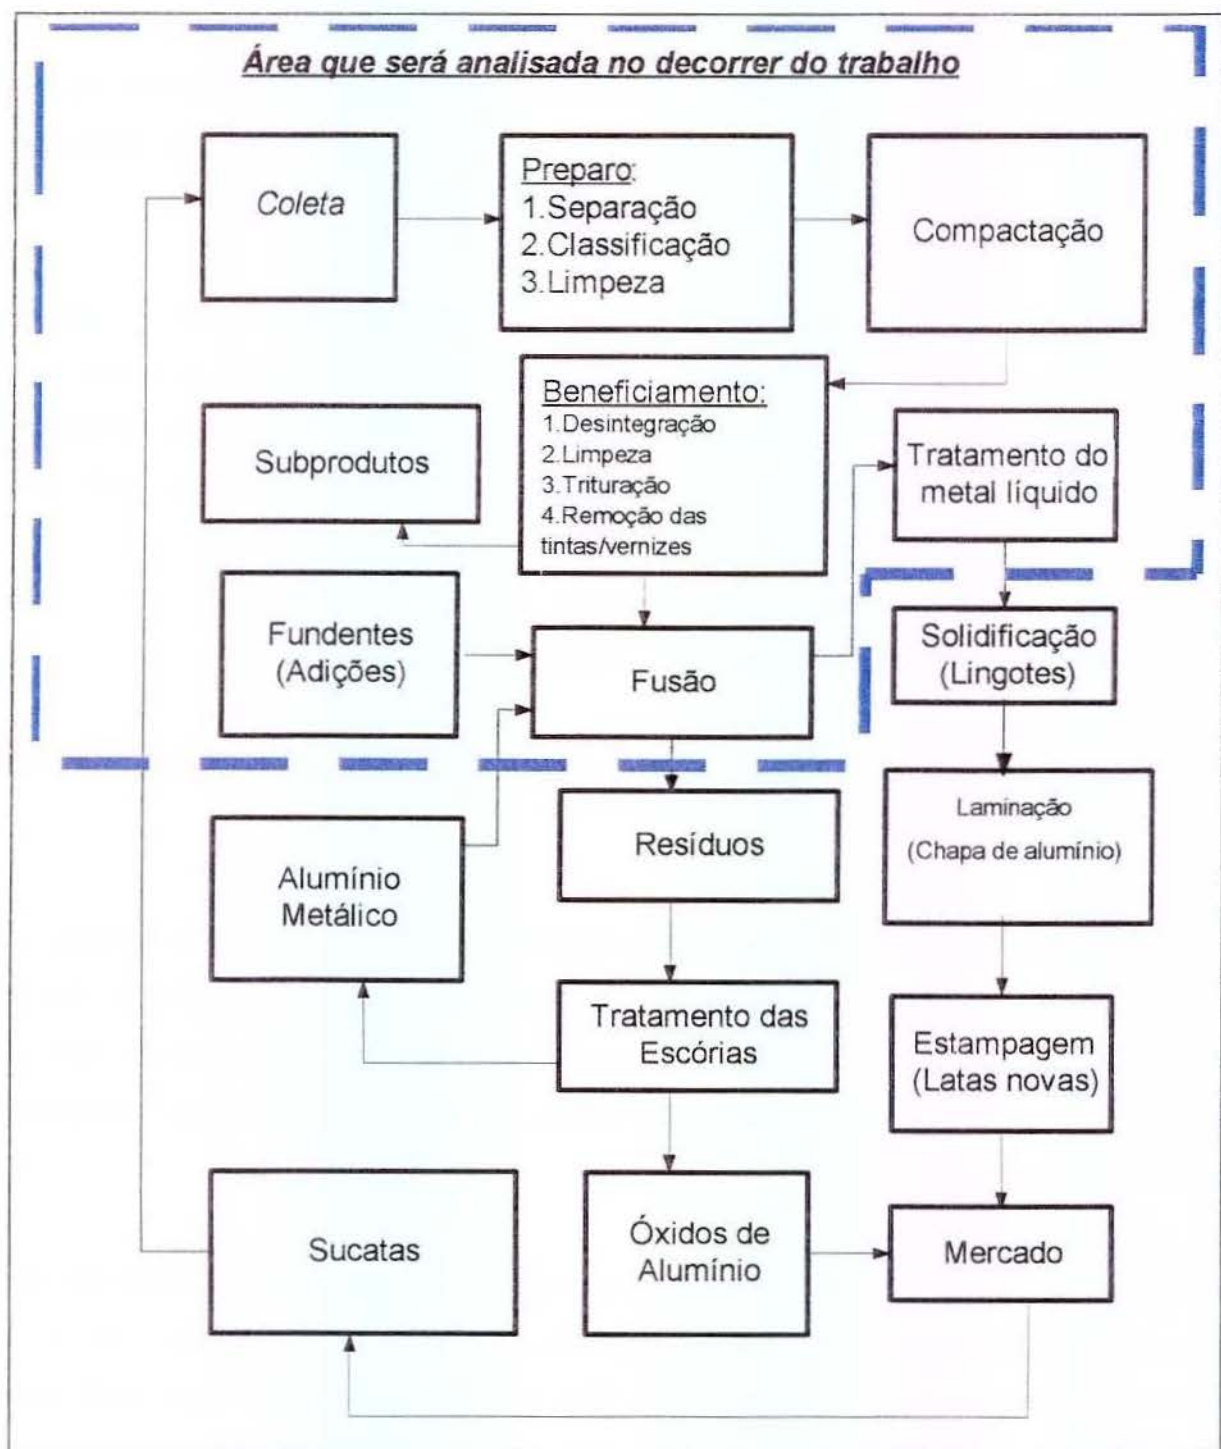 Área que será analisada no decorrer do trabalho
Coleta
Preparo:
1.Separação
2.Classificação
3.Limpeza
Compactação
Beneficiamento:
1.Desintegração
2.Limpeza
3.Trituração
4.Remoção das
tintas/vernizes
Subprodutos
Tratamento do
metal líquido
Fundentes
(Adições)
Fusão
Solidificação
(Lingotes)
Alumínio
Metálico
Resíduos
Laminação
(Chapa de alumínio)
Tratamento das
Escórias
Estampagem
(Latas novas)
Sucatas
Óxidos de
Alumínio
Mercado